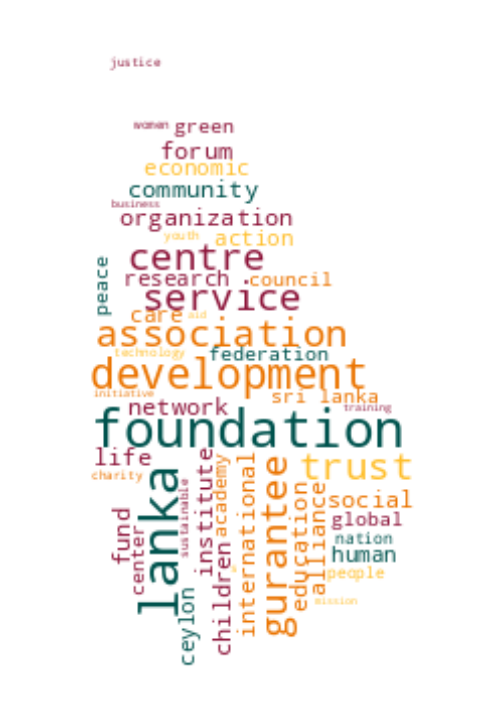 justice
women green
forum
economic
community
business
organization
youth action
centre
research council
peace
service
care aid
association
technology federation
development
initiative sri lanka
network training
foundation
life trust
charity
lanka
sustainable
institute
academy
international
gurantee
education
alliance
social
global
fund
center
nation
human
children
people
ceylon
mission